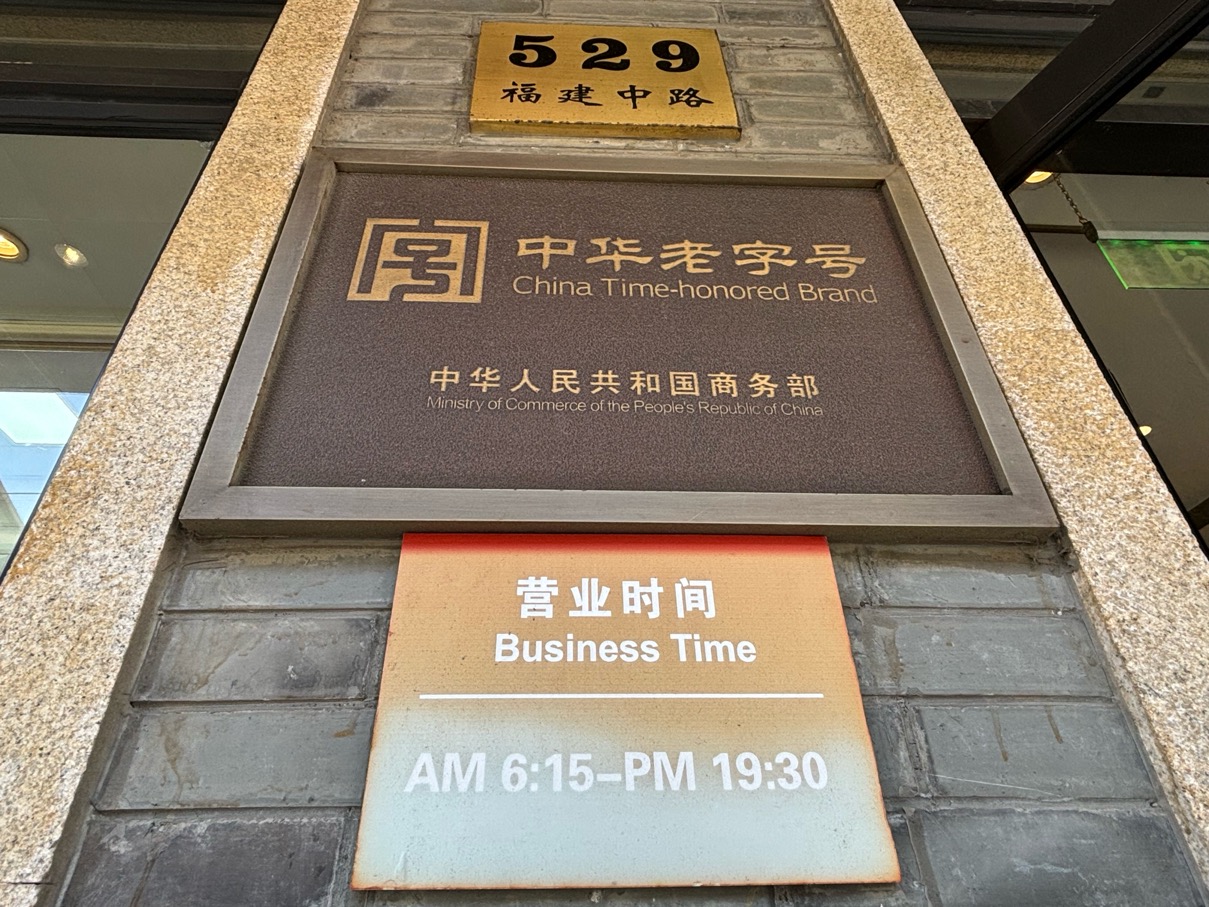 529
福建中路
中华老字号
China Time-honored Brand
中华人民共和国商务部
Ministry of Commerce of the People's Republic of China
营业时间
Business Time
AM 6:15-PM 19:30